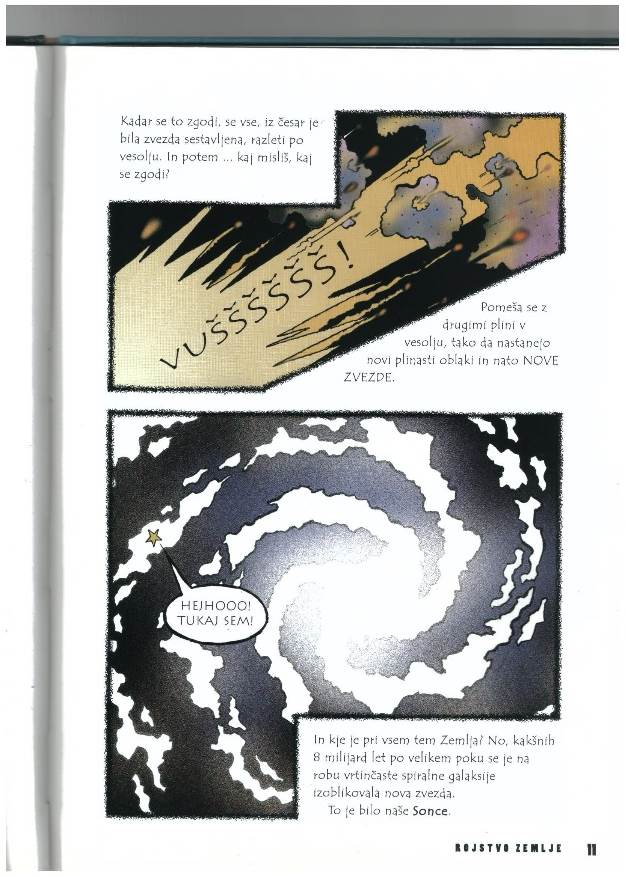 Kadar se to zgodi, se vse, iz česar je
bila zvezda sestavljena, razleti po
vesolju. In potem ... kaj misliš, kaj
se zgodi?
VUŠŠŠŠŠŠ!
Pomeša se z
drugimi plini v
vesolju, tako da nastanejo
novi plinasti oblaki in nato NOVE
ZVEZDE.
HEJHOOO!
TUKAJ SEM!
In kje je pri vsem tem Zemlja? No, kakšnih
8 milijard let po velikem poku se je na
robu vrtinčaste spiralne galaksije
izoblikovala nova zvezda.
To je bilo naše Sonce.
ROJSTVO ZEMLJE 11